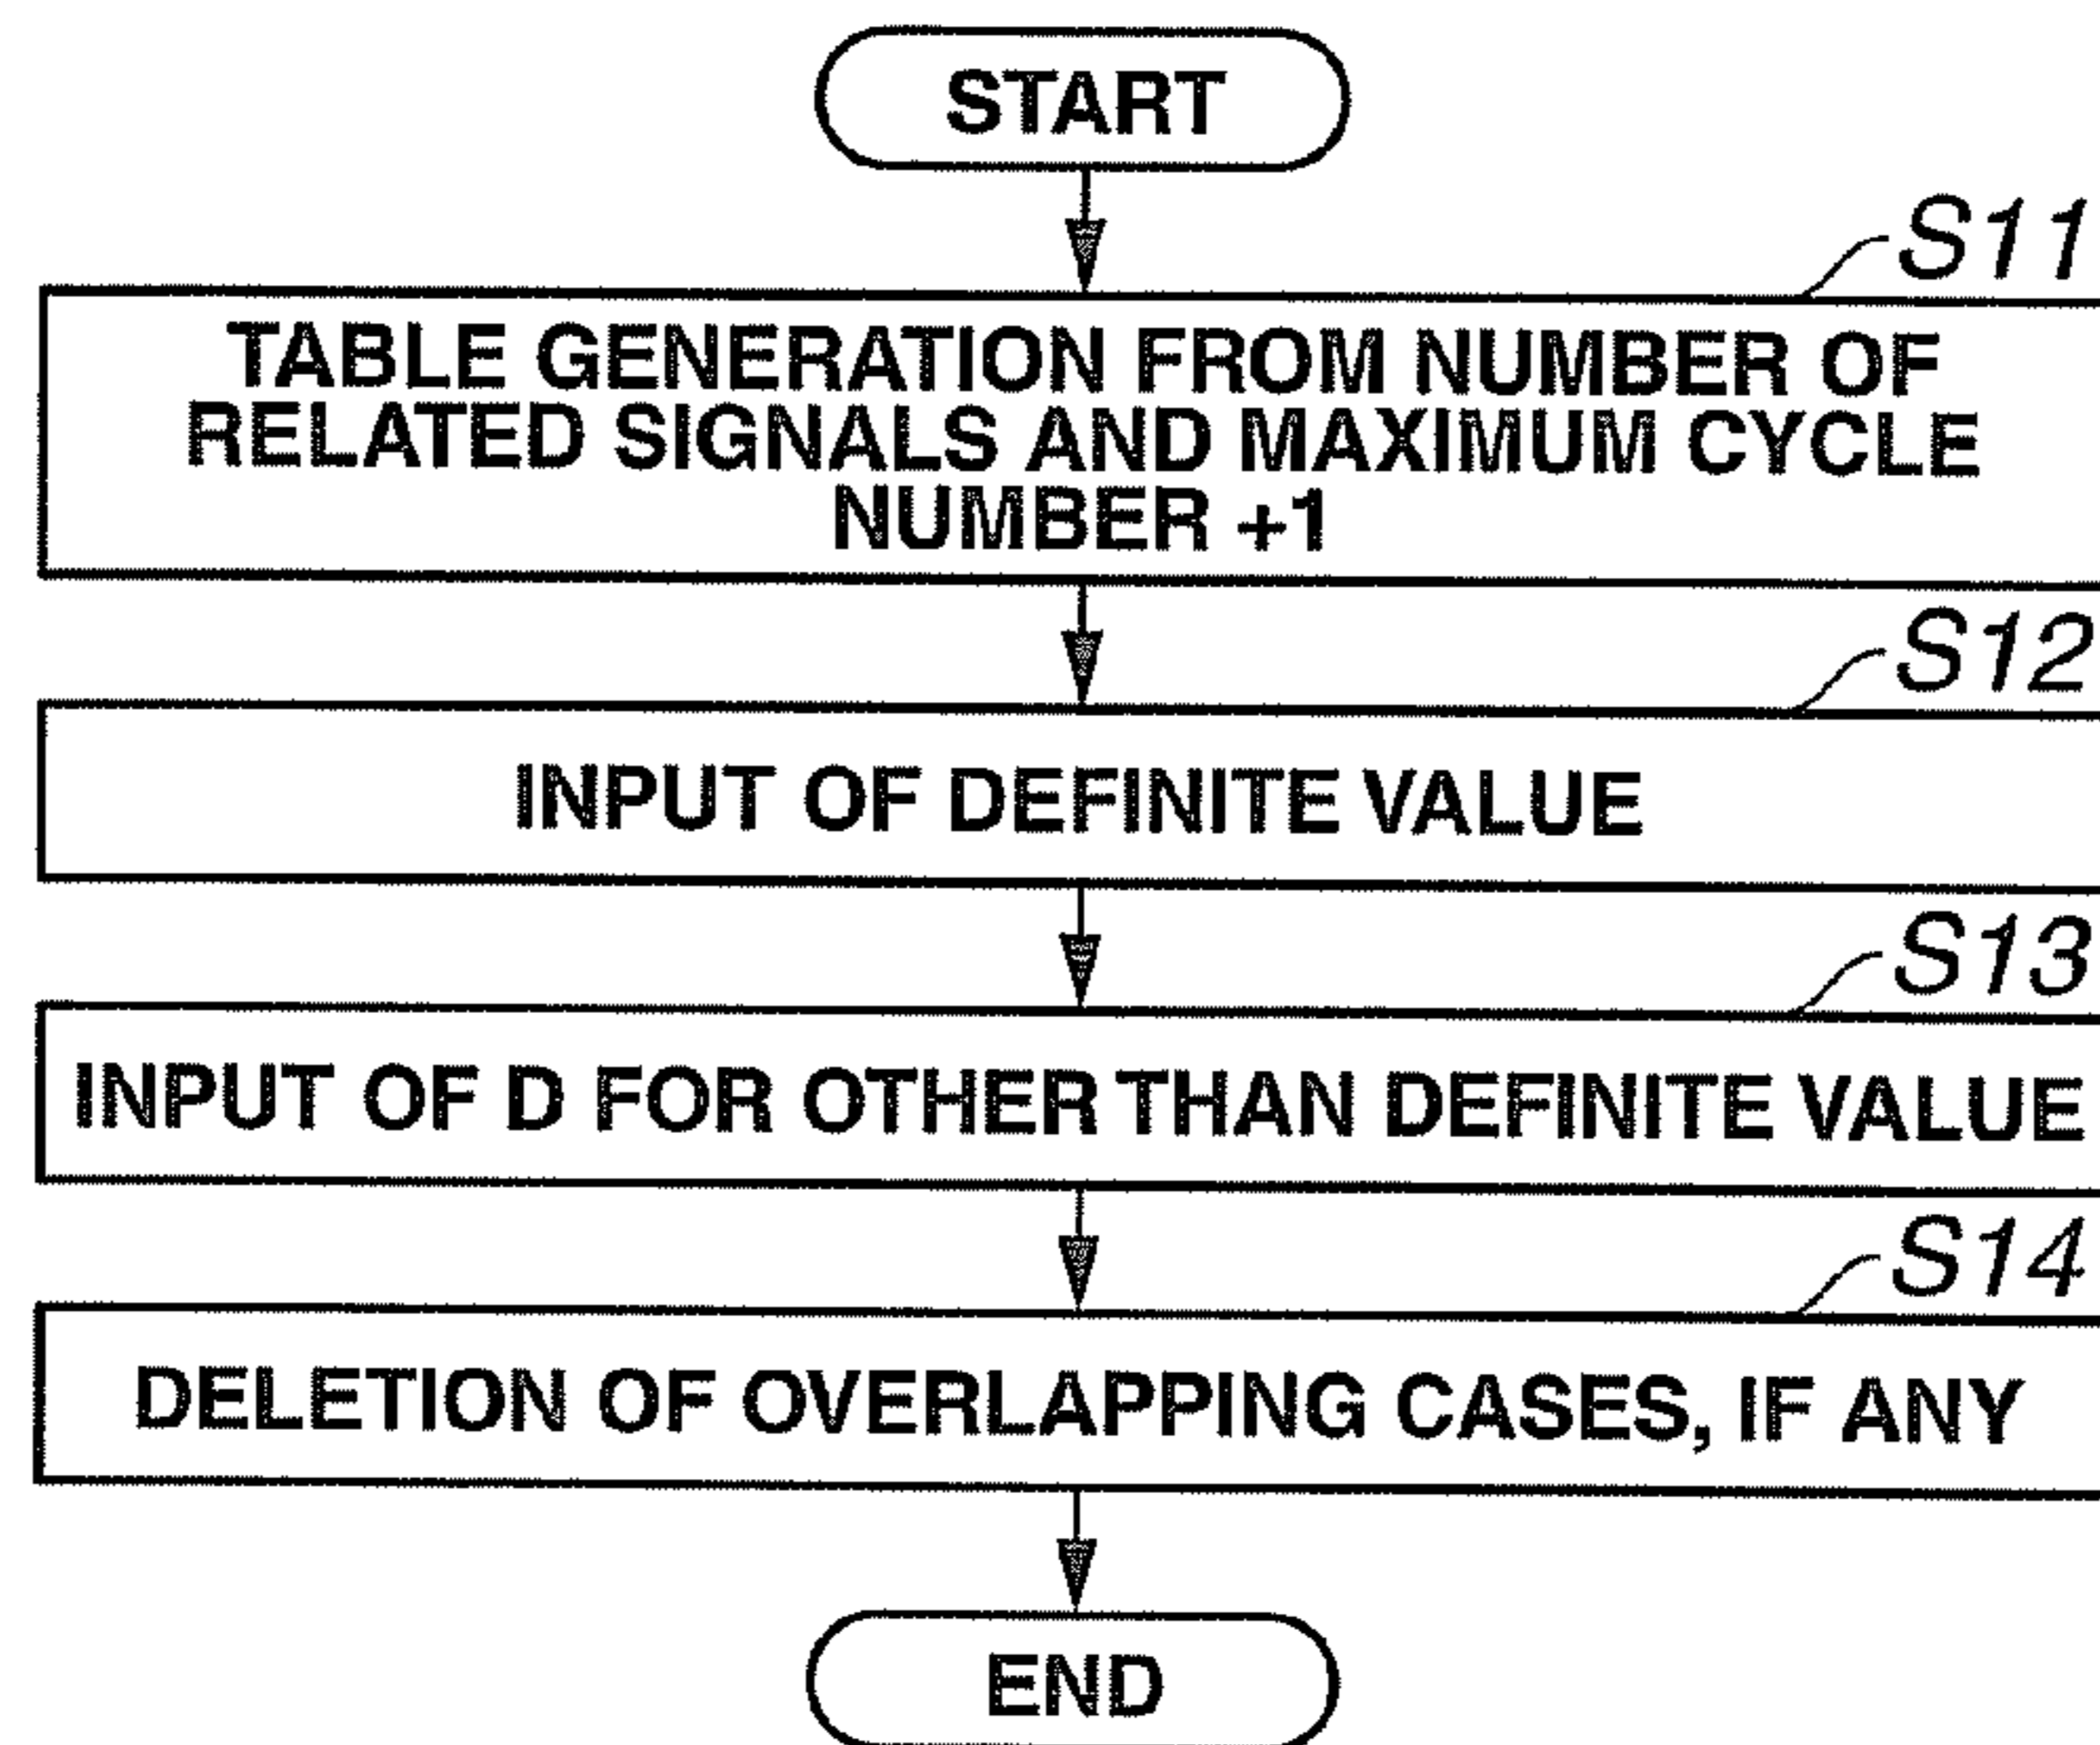 START
S11
TABLE GENERATION FROM NUMBER OF
RELATED SIGNALS AND MAXIMUM CYCLE
NUMBER +1
S12
INPUT OF DEFINITE VALUE
S13
INPUT OF D FOR OTHER THAN DEFINITE VALUE
S14
DELETION OF OVERLAPPING CASES, IF ANY
END